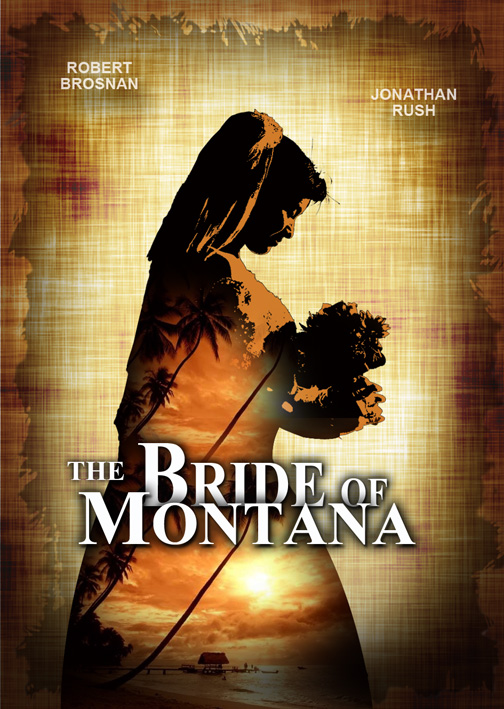 ROBERT
BROSNAN
JONATHAN
RUSH
THE BRIDE OF
MONTANA